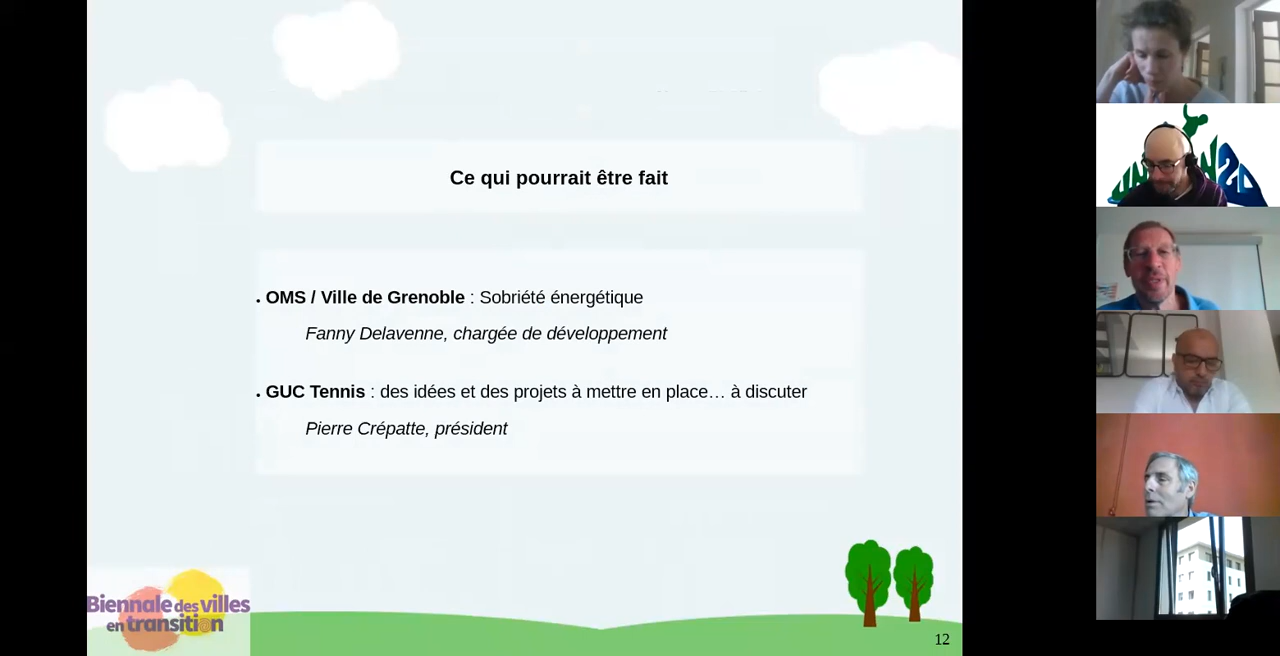 Ce qui pourrait être fait
• OMS / Ville de Grenoble : Sobriété énergétique
Fanny Delavenne, chargée de développement
• GUC Tennis : des idées et des projets à mettre en place… à discuter
Pierre Crépatte, président
Biennale des villes
en transition
12